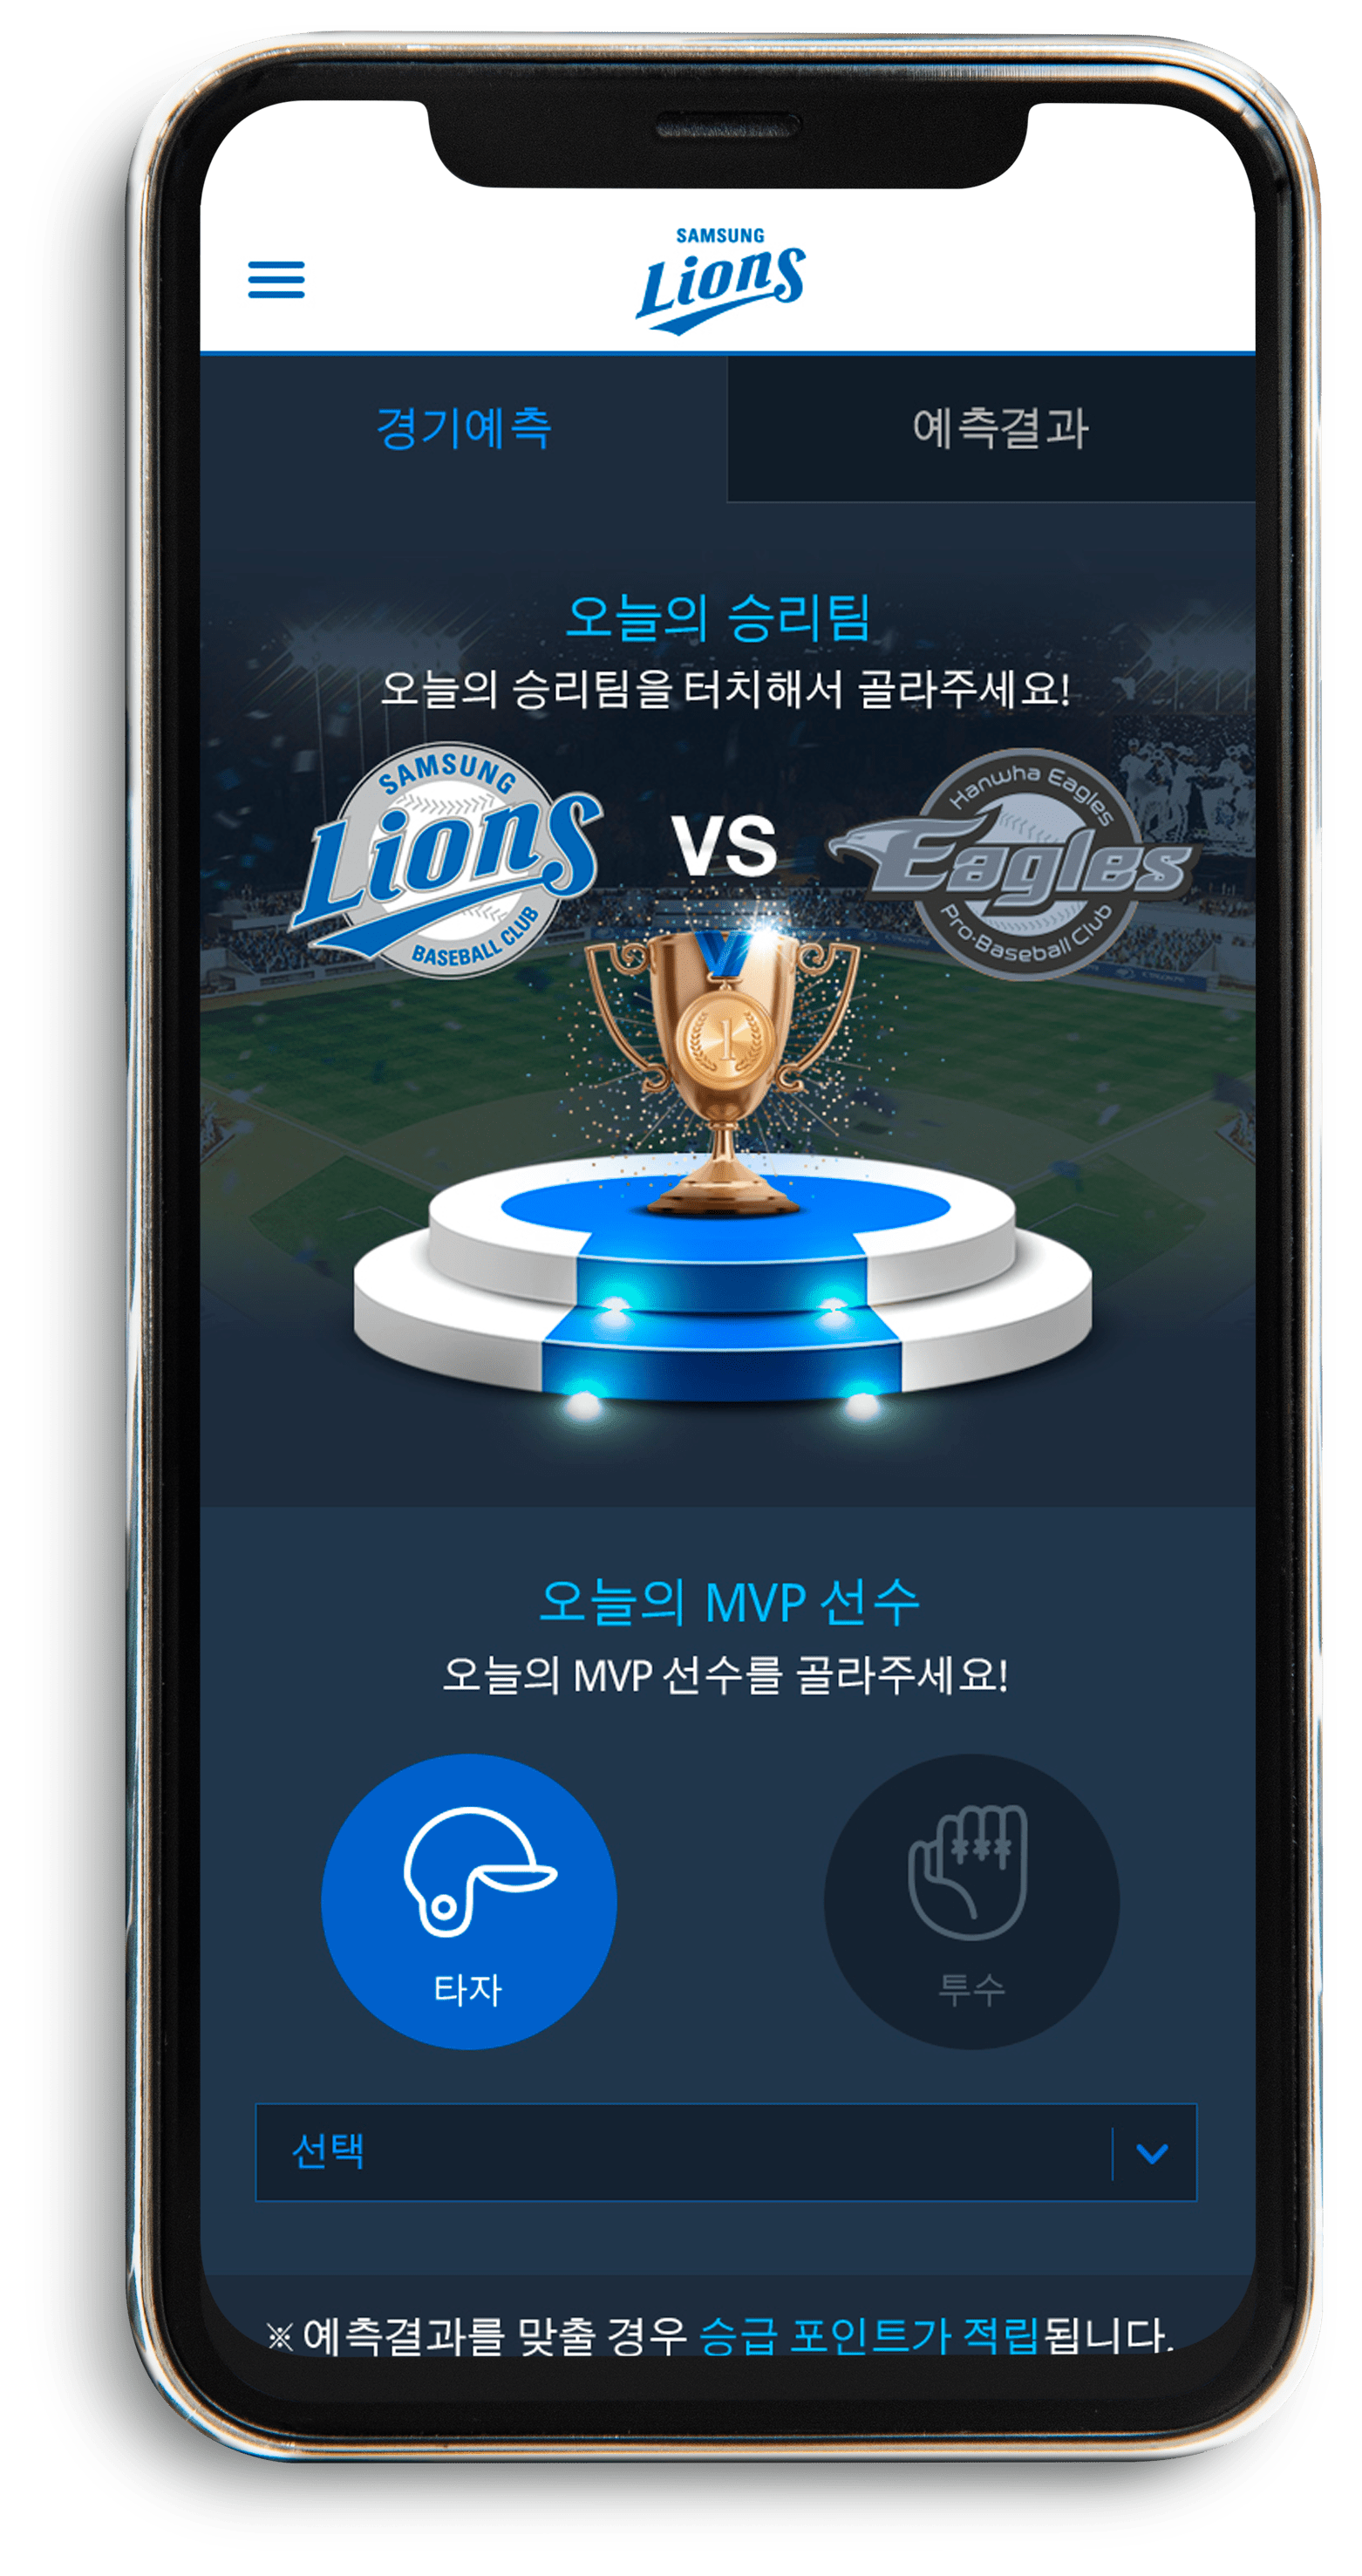 SAMSUNG
Lions
경기예측
예측결과
오늘의 승리팀
오늘의 승리팀을 터치해서 골라주세요!
SAMSUNG
Lions
BASEBALL CLUB
VS
Hanwha Eagles
Eagles
Pro-Baseball Club
1
오늘의 MVP 선수
오늘의 MVP 선수를 골라주세요!
타자
투수
선택
※ 예측결과를 맞출 경우 승급 포인트가 적립됩니다.